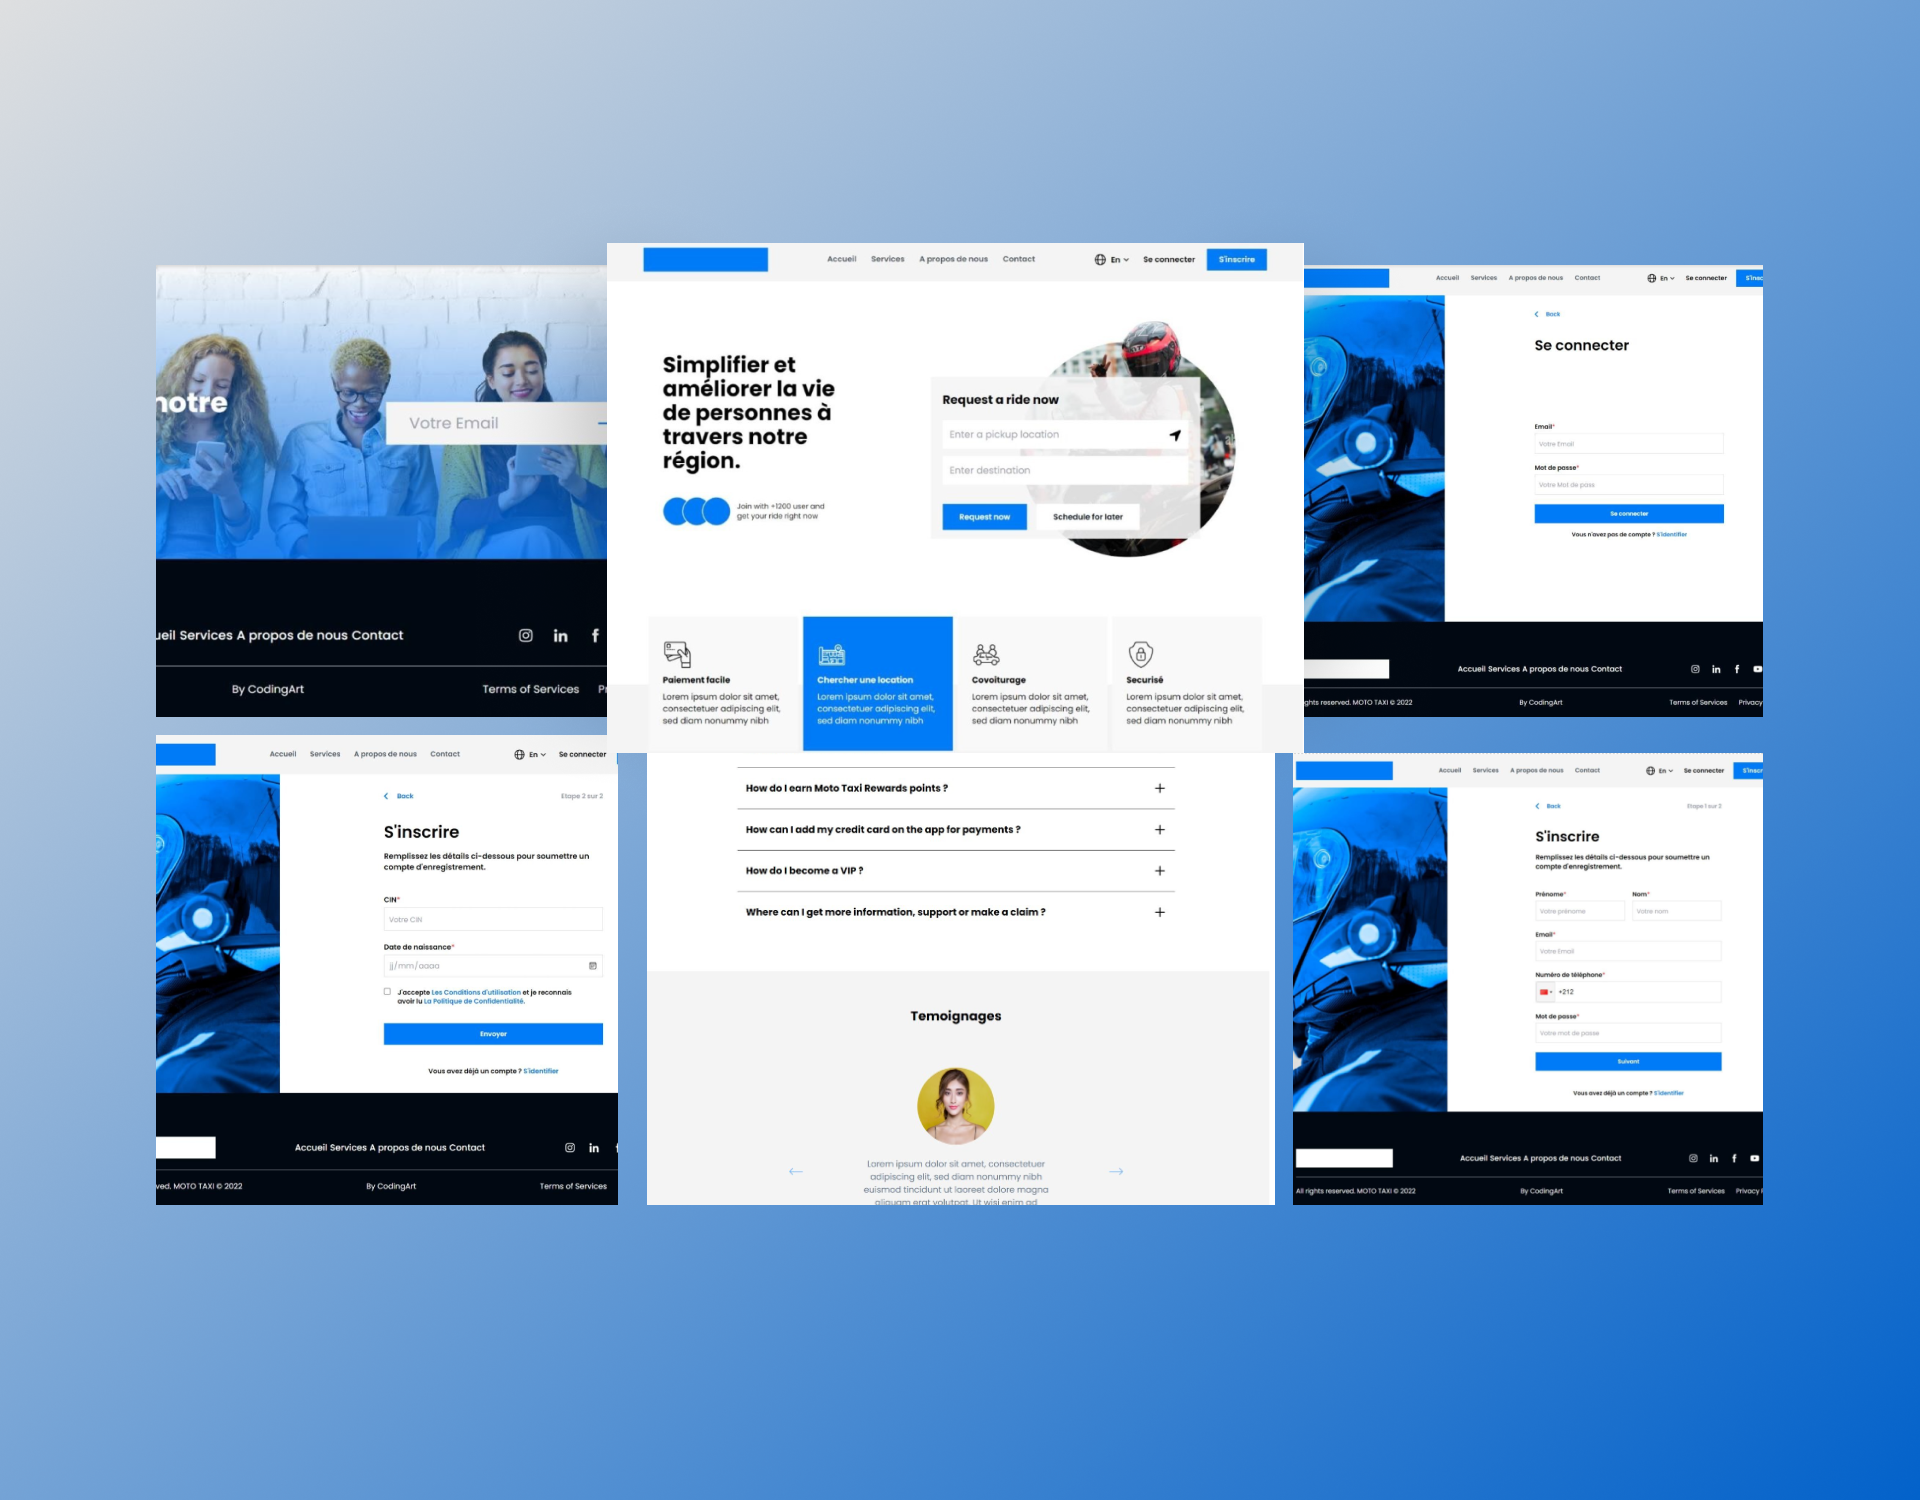 notre
Votre Email
Services A propos de nous Contact
By CodingArt
Terms of Services
Accueil Services A propos de nous Contact
En Se connecter S'inscrire
Simplifier et
améliorer la vie
de personnes à
travers notre
région.
Join with +1200 user and
get your ride right now
Request a ride now
Enter a pickup location
Enter destination
Request now Schedule for later
Paiement facile
Lorem ipsum dolor sit amet,
consectetuer adipiscing elit,
sed diam nonummy nibh
Chercher une location
Lorem ipsum dolor sit amet,
consectetuer adipiscing elit,
sed diam nonummy nibh
Covoiturage
Lorem ipsum dolor sit amet,
consectetuer adipiscing elit,
sed diam nonummy nibh
Securisé
Lorem ipsum dolor sit amet,
consectetuer adipiscing elit,
sed diam nonummy nibh
Accueil Services A propos de nous Contact
En Se connecter
Back
Se connecter
Email*
Votre Email
Mot de passe*
Votre Mot de pass
Se connecter
Vous n'avez pas de compte ? S'identifier
Accueil Services A propos de nous Contact
reserved. MOTO TAXI © 2022
By CodingArt
Terms of Services Privacy
Accueil Services A propos de nous Contact
En Se connecter
Back
Etape 2 sur 2
S'inscrire
Remplissez les détails ci-dessous pour soumettre un
compte d'enregistrement.
CIN*
Votre CIN
Date de naissance*
jj/mm/aaaa
J'accepte Les Conditions d'utilisation et je reconnais
avoir lu La Politique de Confidentialité.
Envoyer
Vous avez déjà un compte ? S'identifier
Accueil Services A propos de nous Contact
MOTO TAXI © 2022
By CodingArt
Terms of Services
How do I earn Moto Taxi Rewards points ?
How can I add my credit card on the app for payments ?
How do I become a VIP ?
Where can I get more information, support or make a claim ?
Temoignages
Lorem ipsum dolor sit amet, consectetuer
adipiscing elit, sed diam nonummy nibh
euismod tincidunt ut laoreet dolore magna
aliquam erat volutpat. Ut wisi enim ad
Accueil Services A propos de nous Contact
En Se connecter
Back
Etape 1 sur 2
S'inscrire
Remplissez les détails ci-dessous pour soumettre un
compte d'enregistrement.
Prénome* Nom*
Votre prénome Votre nom
Email*
Votre Email
Numéro de téléphone*
+212
Mot de passe*
Votre mot de passe
Suivant
Vous avez déjà un compte ? S'identifier
Accueil Services A propos de nous Contact
All rights reserved. MOTO TAXI © 2022
By CodingArt
Terms of Services Privacy